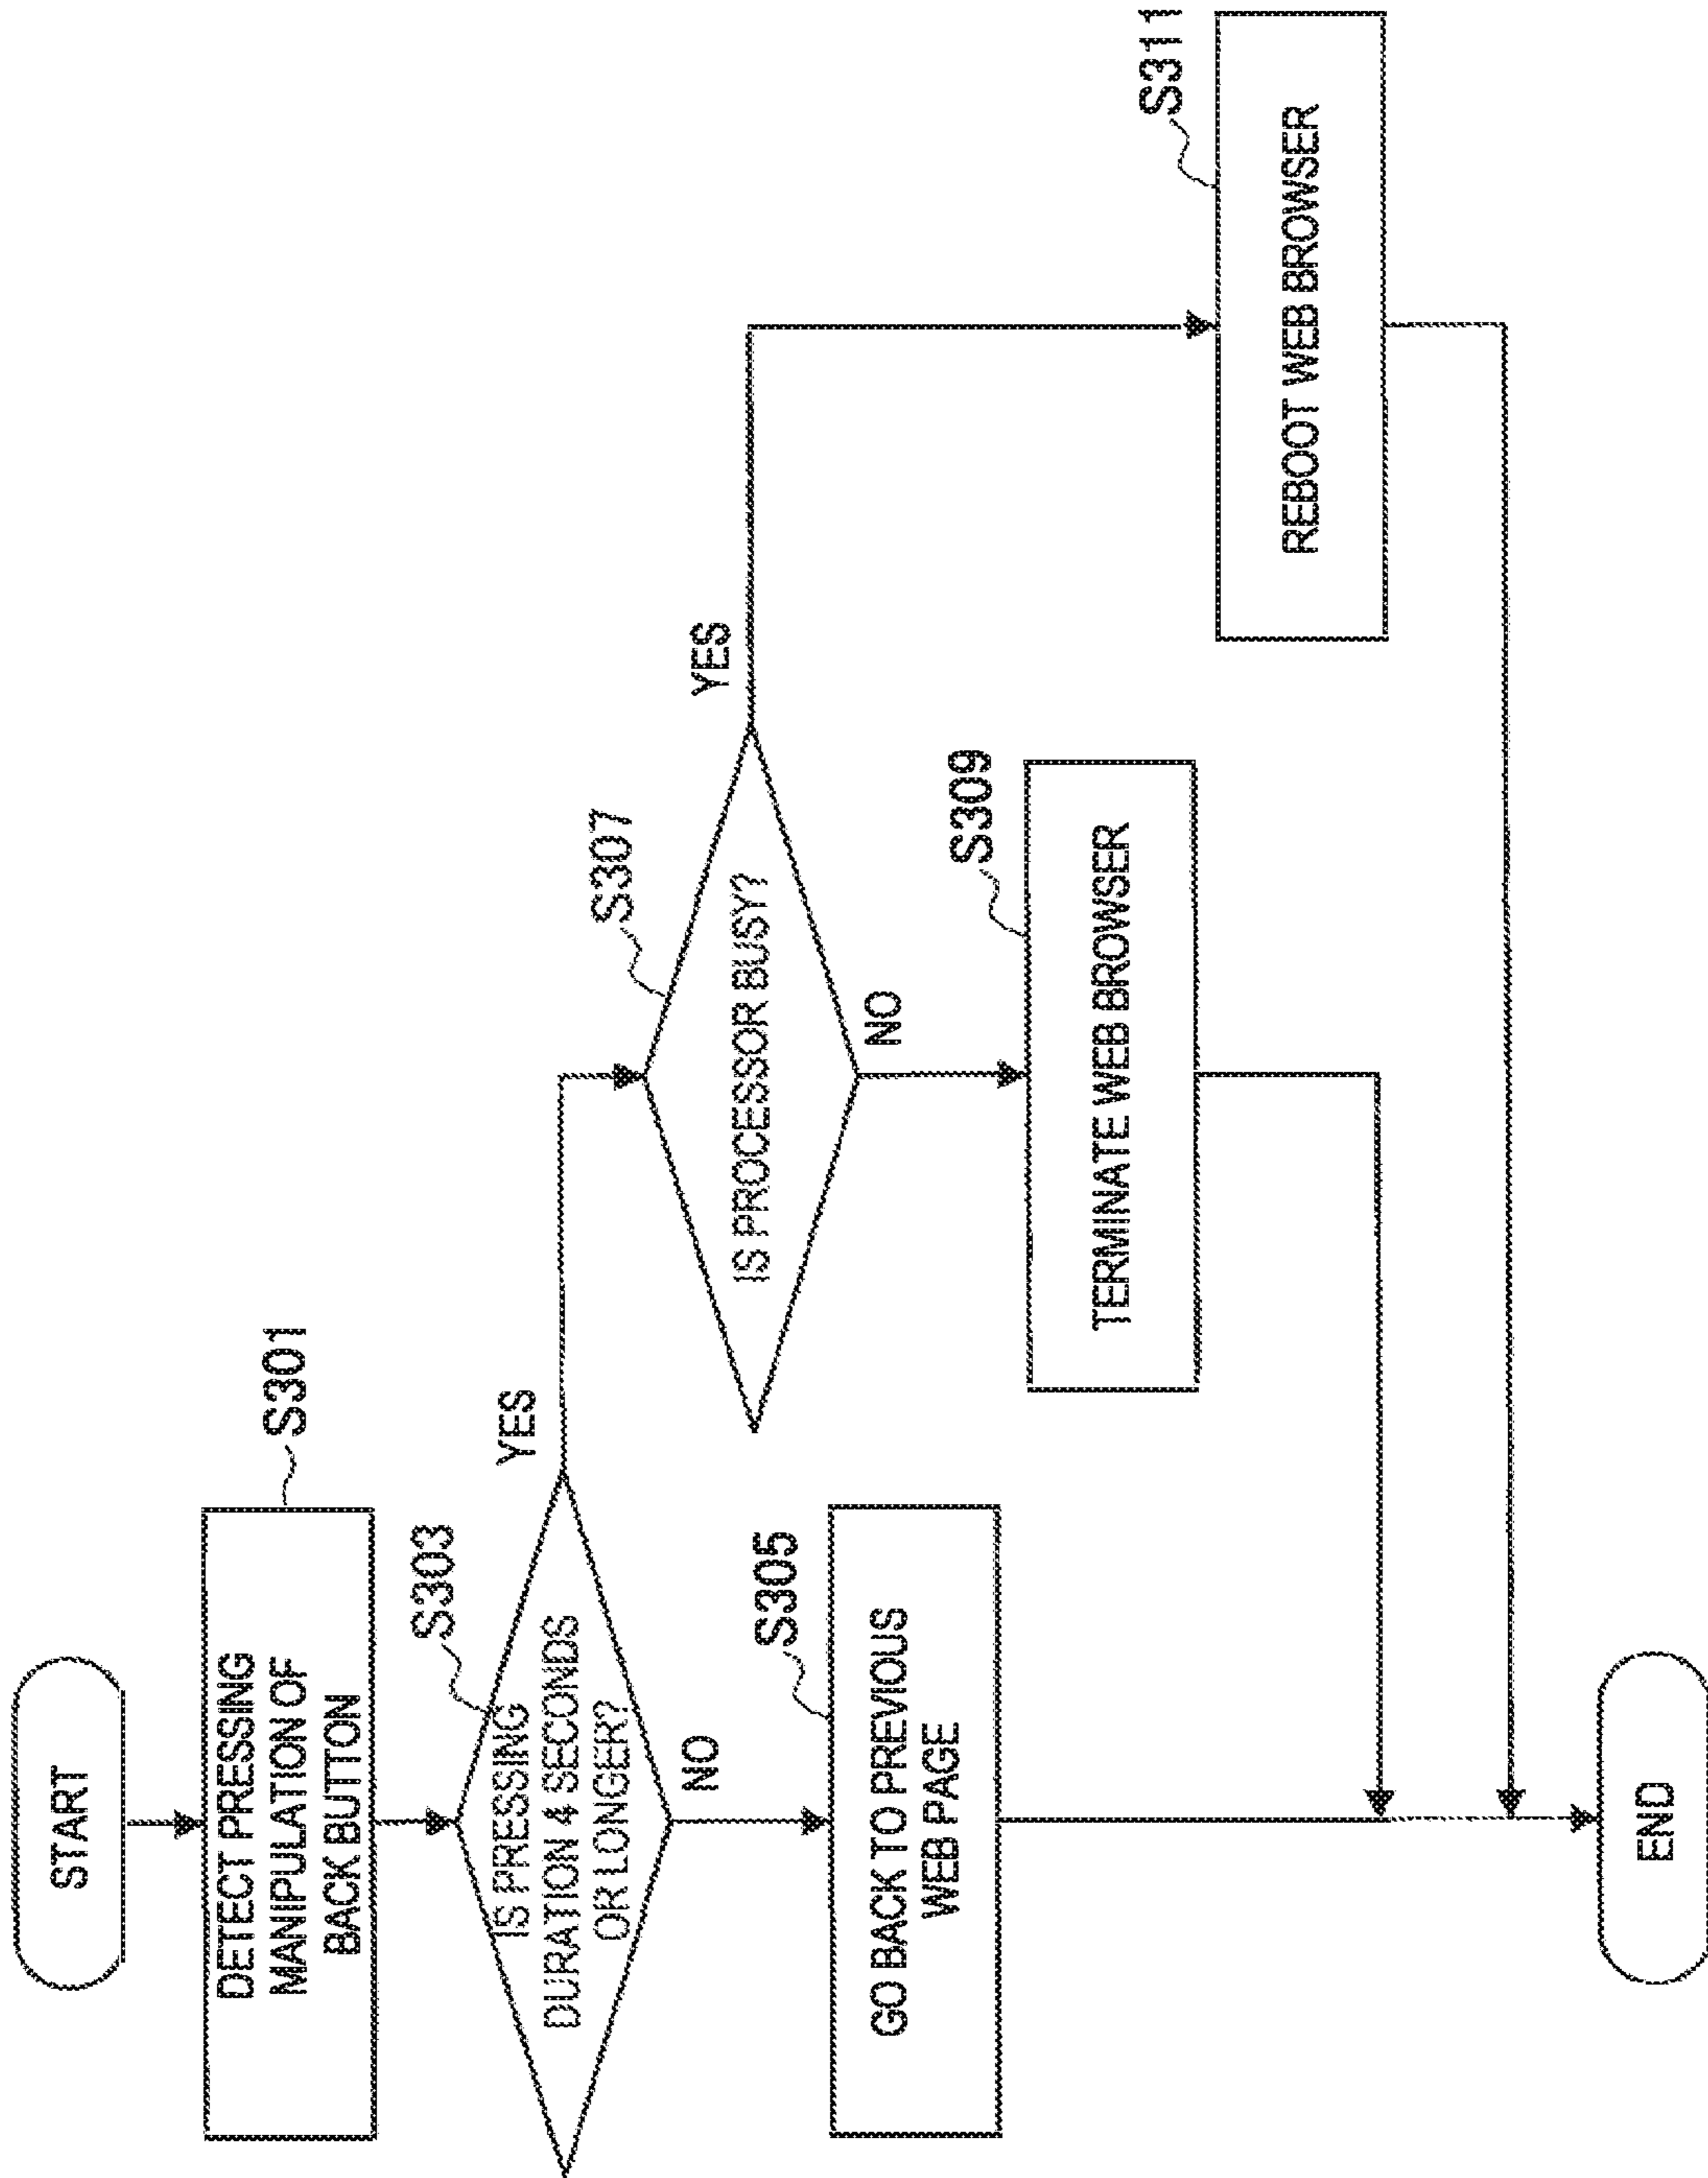 START
DETECT PRESSING
MANIPULATION OF
BACK BUTTON
S301
IS PRESSING
DURATION 4 SECONDS
OR LONGER?
S303
YES
NO
GO BACK TO PREVIOUS
WEB PAGE
S305
IS PROCESSOR BUSY?
S307
YES
NO
TERMINATE WEB BROWSER
S309
REBOOT WEB BROWSER
S311
END